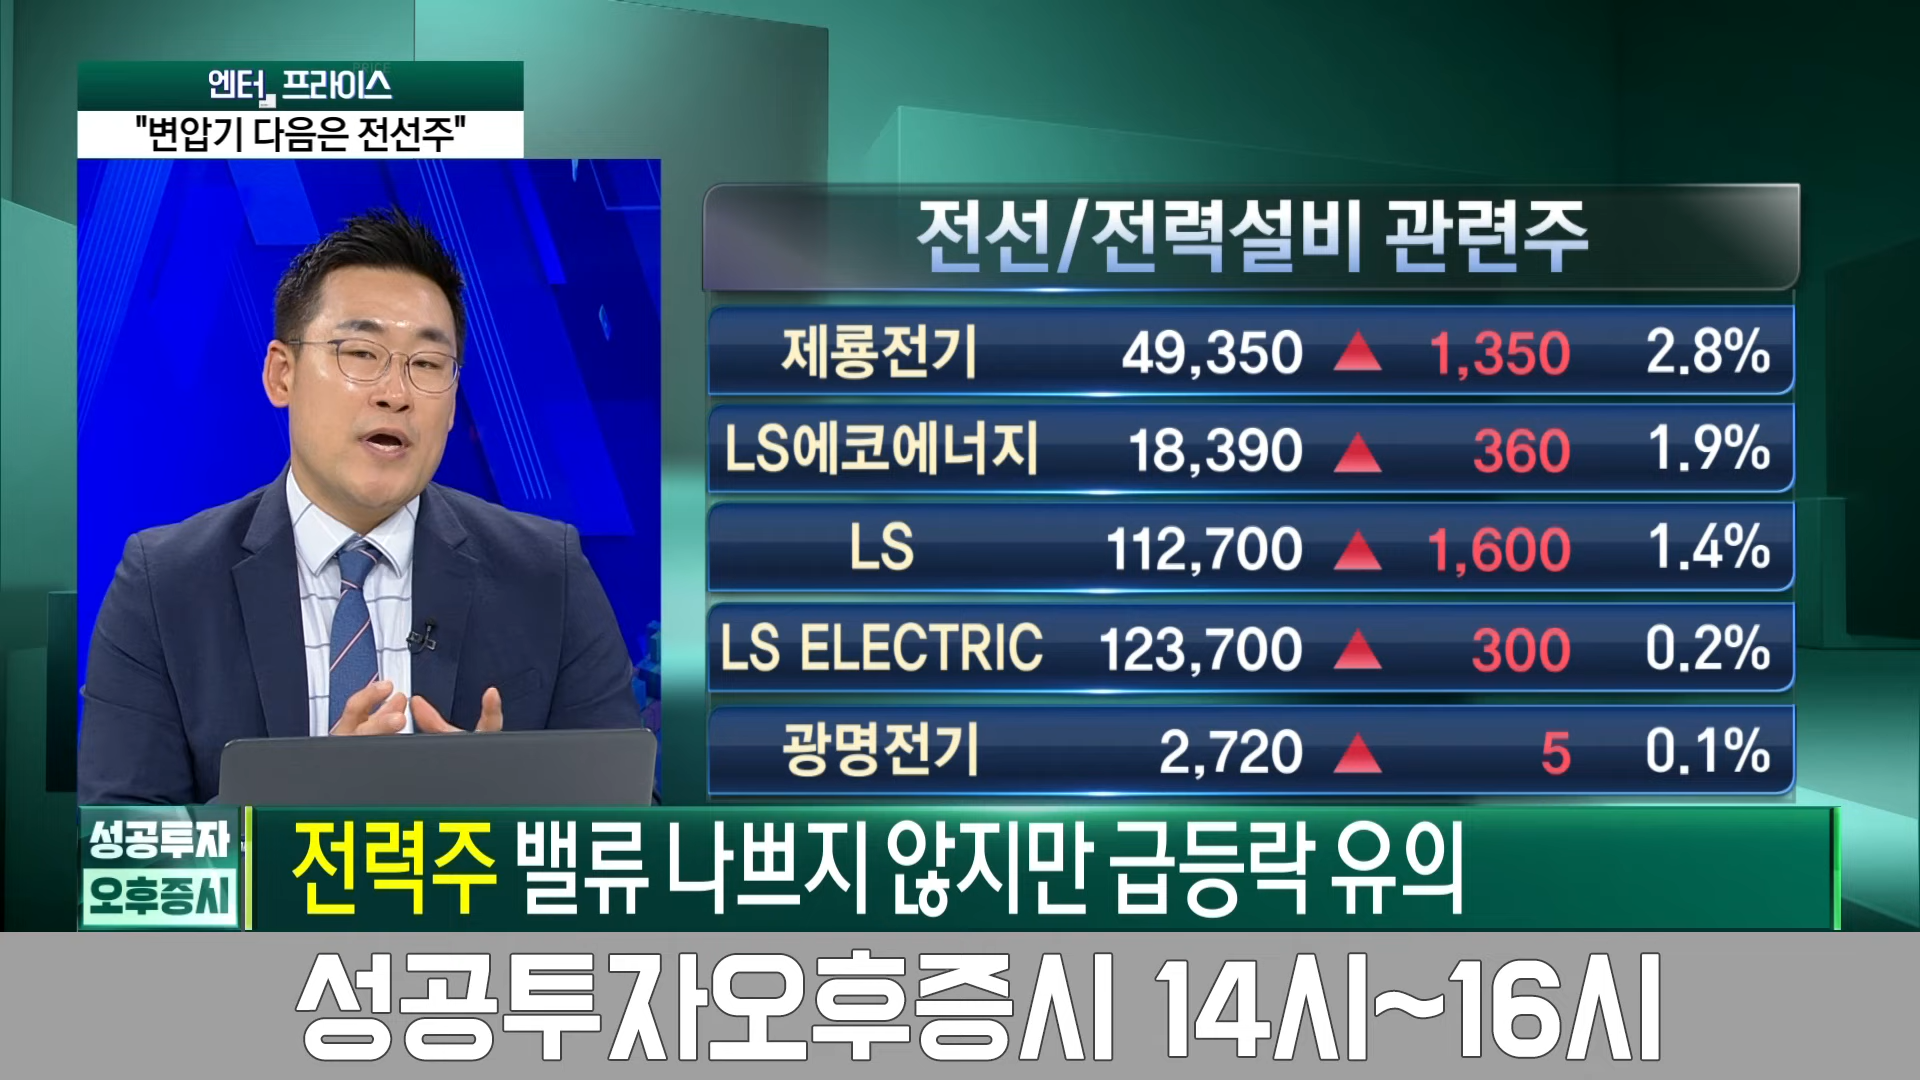 PRICE
엔터 프라이스
"변압기 다음은 전선주"
전선/전력설비 관련주
제룡전기 49,350 ▲ 1,350 2.8%
LS에코에너지 18,390 ▲ 360 1.9%
LS 112,700 ▲ 1,600 1.4%
LS ELECTRIC 123,700 ▲ 300 0.2%
광명전기 2,720 ▲ 5 0.1%
성공투자
오후증시
전력주 밸류 나쁘지 않지만 급등락 유의
성공투자오후증시 14시~16시